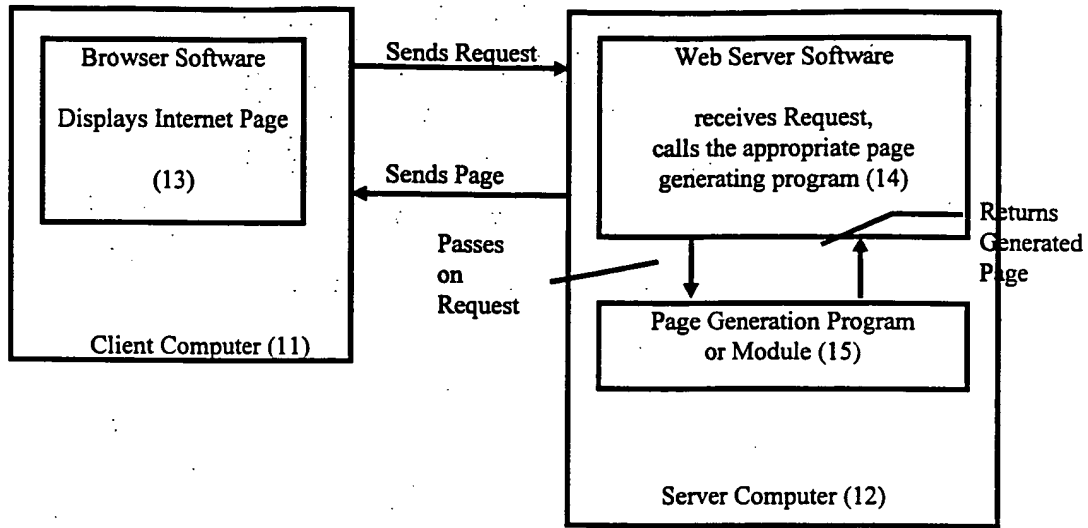 Browser Software
Displays Internet Page
(13)
Client Computer (11)
Sends Request
Sends Page
Passes
on
Request
Web Server Software
receives Request,
calls the appropriate page
generating program (14)
Returns
Generated
Page
Page Generation Program
or Module (15)
Server Computer (12)